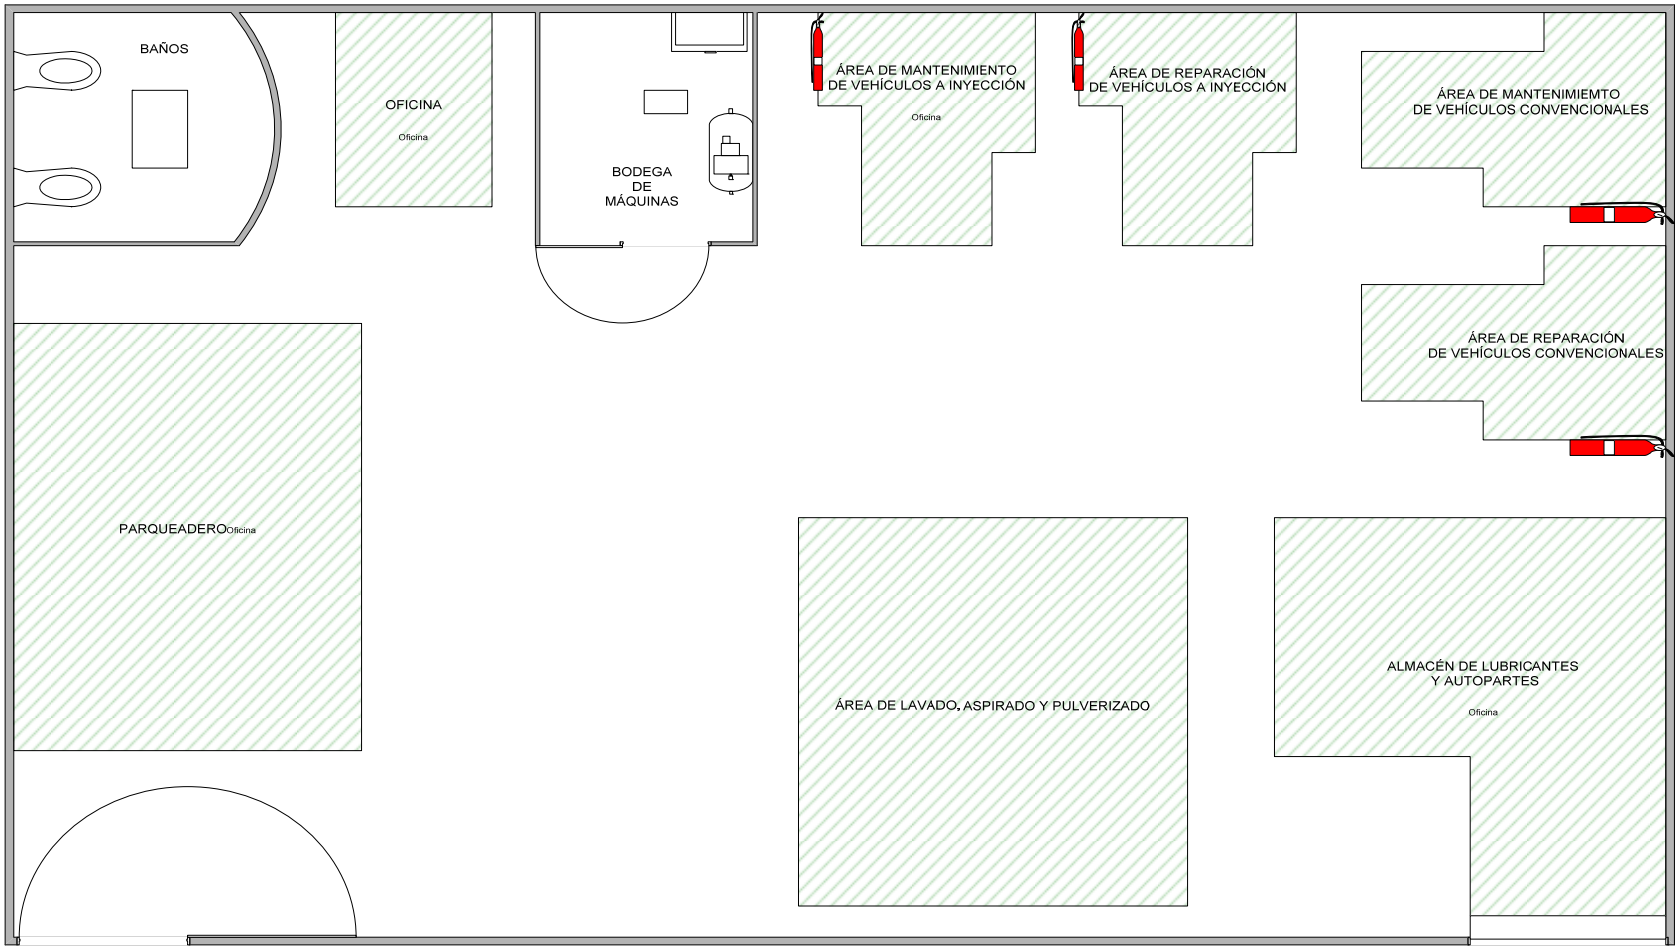 BAÑOS
OFICINA
Oficina
BODEGA
DE
MÁQUINAS
ÁREA DE MANTENIMIENTO
DE VEHÍCULOS A INYECCIÓN
Oficina
ÁREA DE REPARACIÓN
DE VEHÍCULOS A INYECCIÓN
ÁREA DE MANTENIMIEMTO
DE VEHÍCULOS CONVENCIONALES
ÁREA DE REPARACIÓN
DE VEHÍCULOS CONVENCIONALES
PARQUEADERO Oficina
ÁREA DE LAVADO, ASPIRADO Y PULVERIZADO
ALMACÉN DE LUBRICANTES
Y AUTOPARTES
Oficina